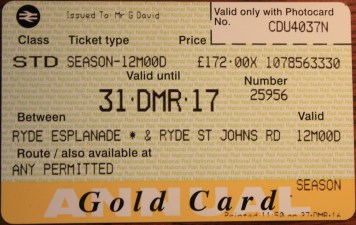 Issued To Mr G David
Valid only with Photocard
No. CDU4037N
Class Ticket type Price
STD SEASON-12M00D £172.00X 1078563330
Valid until Number
31·DMR·17 25956
Between Valid
RYDE ESPLANADE * & RYDE ST JOHNS RD 12M00D
Route / also available at
ANY PERMITTED
SEASON
ANNUAL
Gold Card